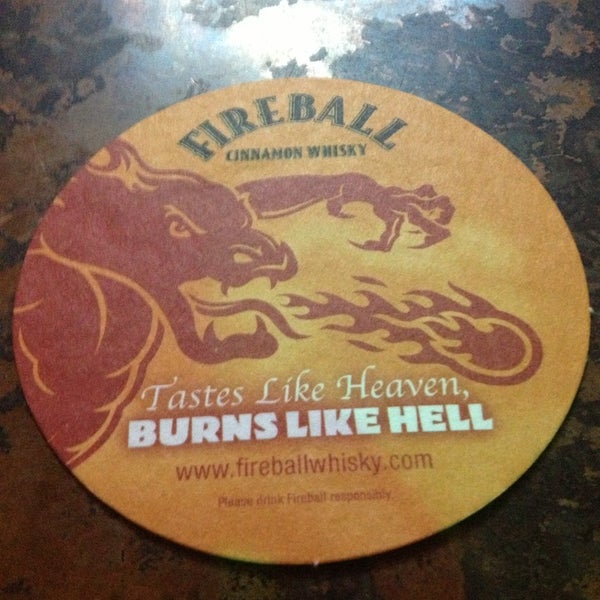 FIREBALL
CINNAMON WHISKY
Tastes Like Heaven,
BURNS LIKE HELL
www.fireballwhisky.com
Please drink Fireball responsibly.